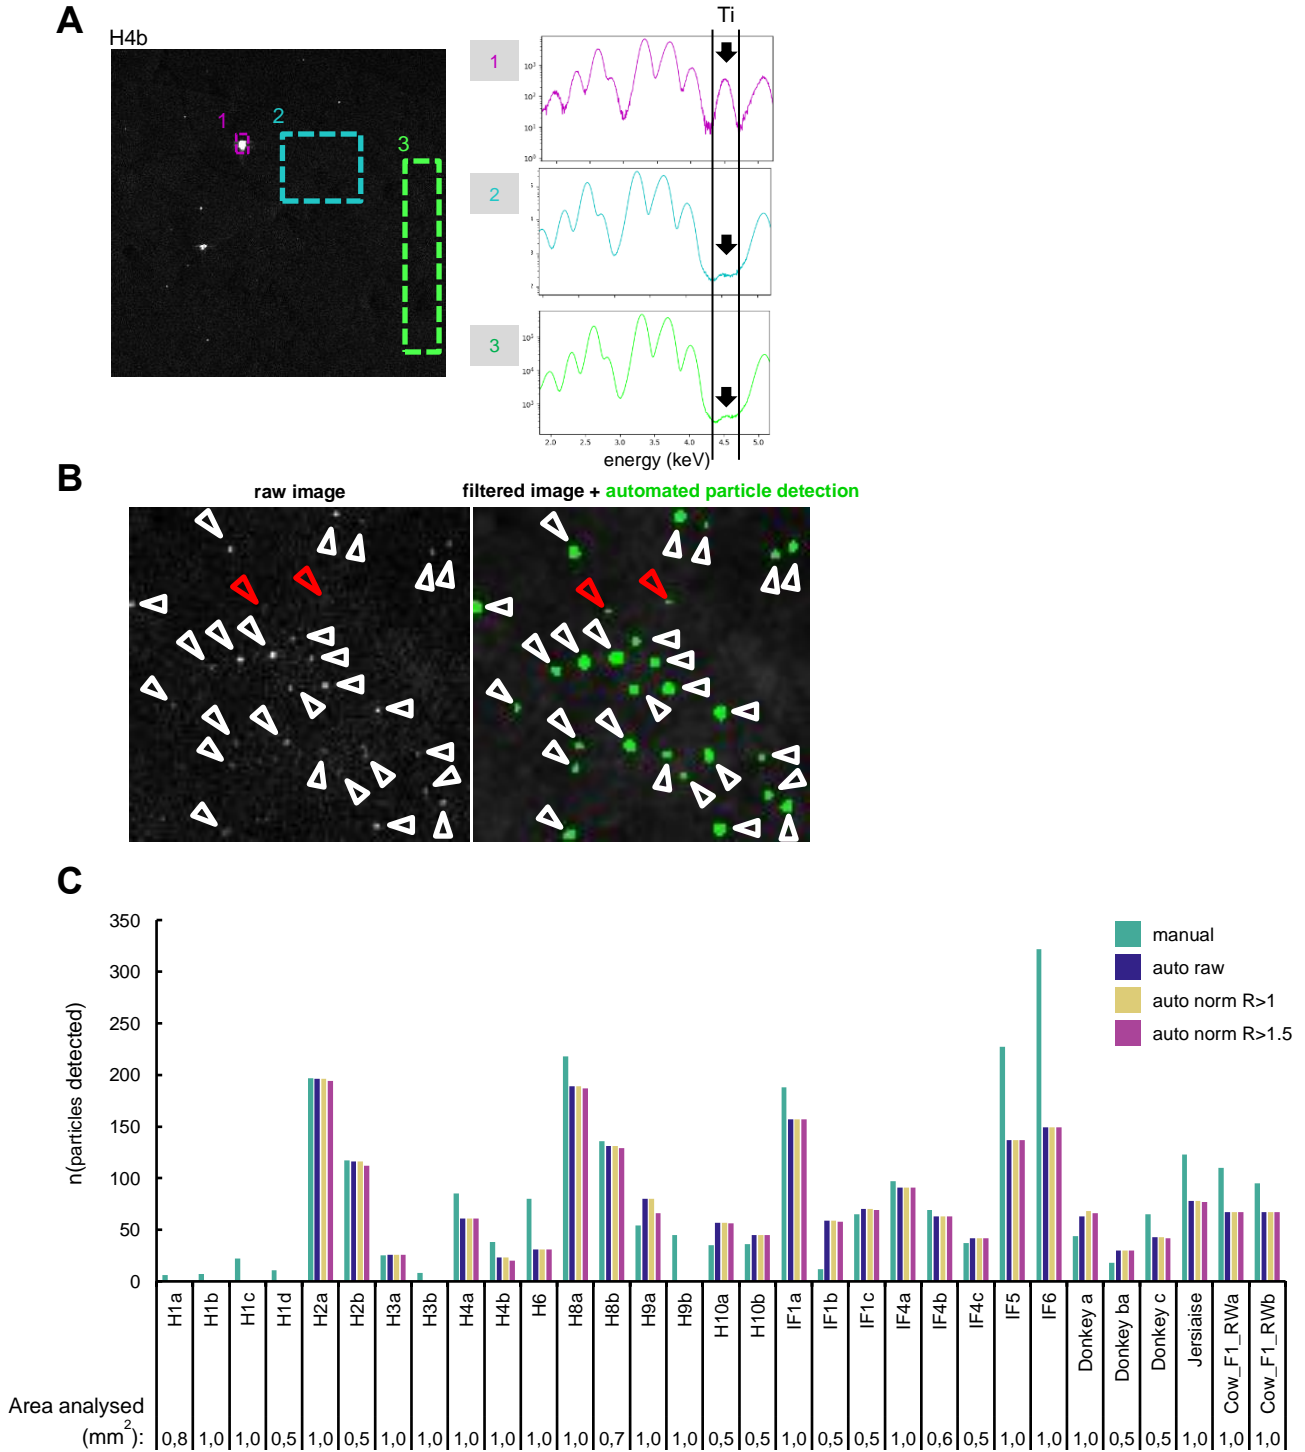 A
H4b
Ti
1
2
3
1
10³
10²
10¹
10⁰
2
3
10⁵
10⁴
10³
2.0 2.5 3.0 3.5 4.0 4.5 5.0
energy (keV)
B
raw image
filtered image + automated particle detection
C
350
300
250
200
150
100
50
0
n(particles detected)
manual
auto raw
auto norm R>1
auto norm R>1.5
H1a H1b H1c H1d H2a H2b H3a H3b H4a H4b H6 H8a H8b H9a H9b H10a H10b IF1a IF1b IF1c IF4a IF4b IF4c IF5 IF6 Donkey a Donkey ba Donkey c Jersiaise Cow_F1_RWa Cow_F1_RWb
Area analysed
(mm²): 0,8 1,0 1,0 0,5 1,0 0,5 1,0 1,0 1,0 1,0 1,0 1,0 0,7 1,0 1,0 0,5 0,5 1,0 0,5 0,5 1,0 0,6 0,5 1,0 1,0 1,0 0,5 0,5 1,0 1,0 1,0